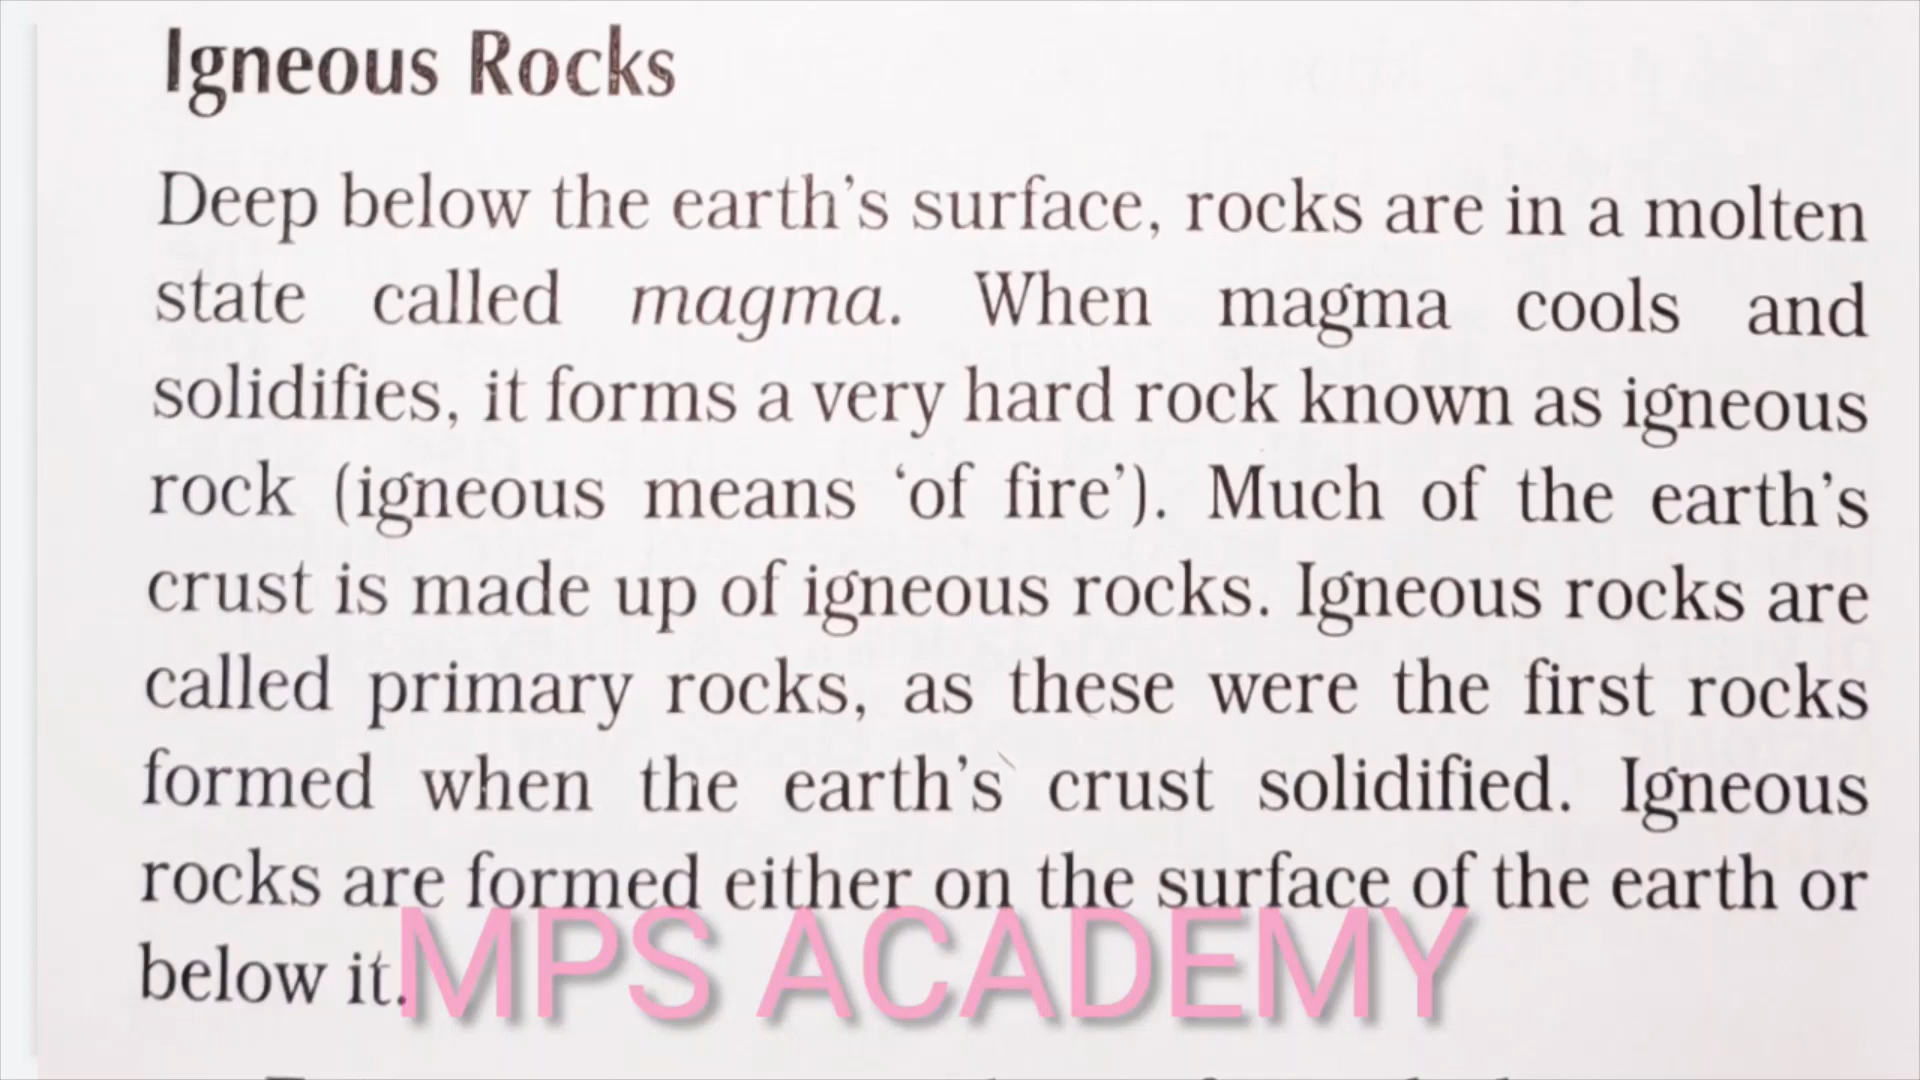 Igneous Rocks
Deep below the earth’s surface, rocks are in a molten
state called magma. When magma cools and
solidifies, it forms a very hard rock known as igneous
rock (igneous means ‘of fire’). Much of the earth’s
crust is made up of igneous rocks. Igneous rocks are
called primary rocks, as these were the first rocks
formed when the earth’s crust solidified. Igneous
rocks are formed either on the surface of the earth or
below it.
MPS ACADEMY